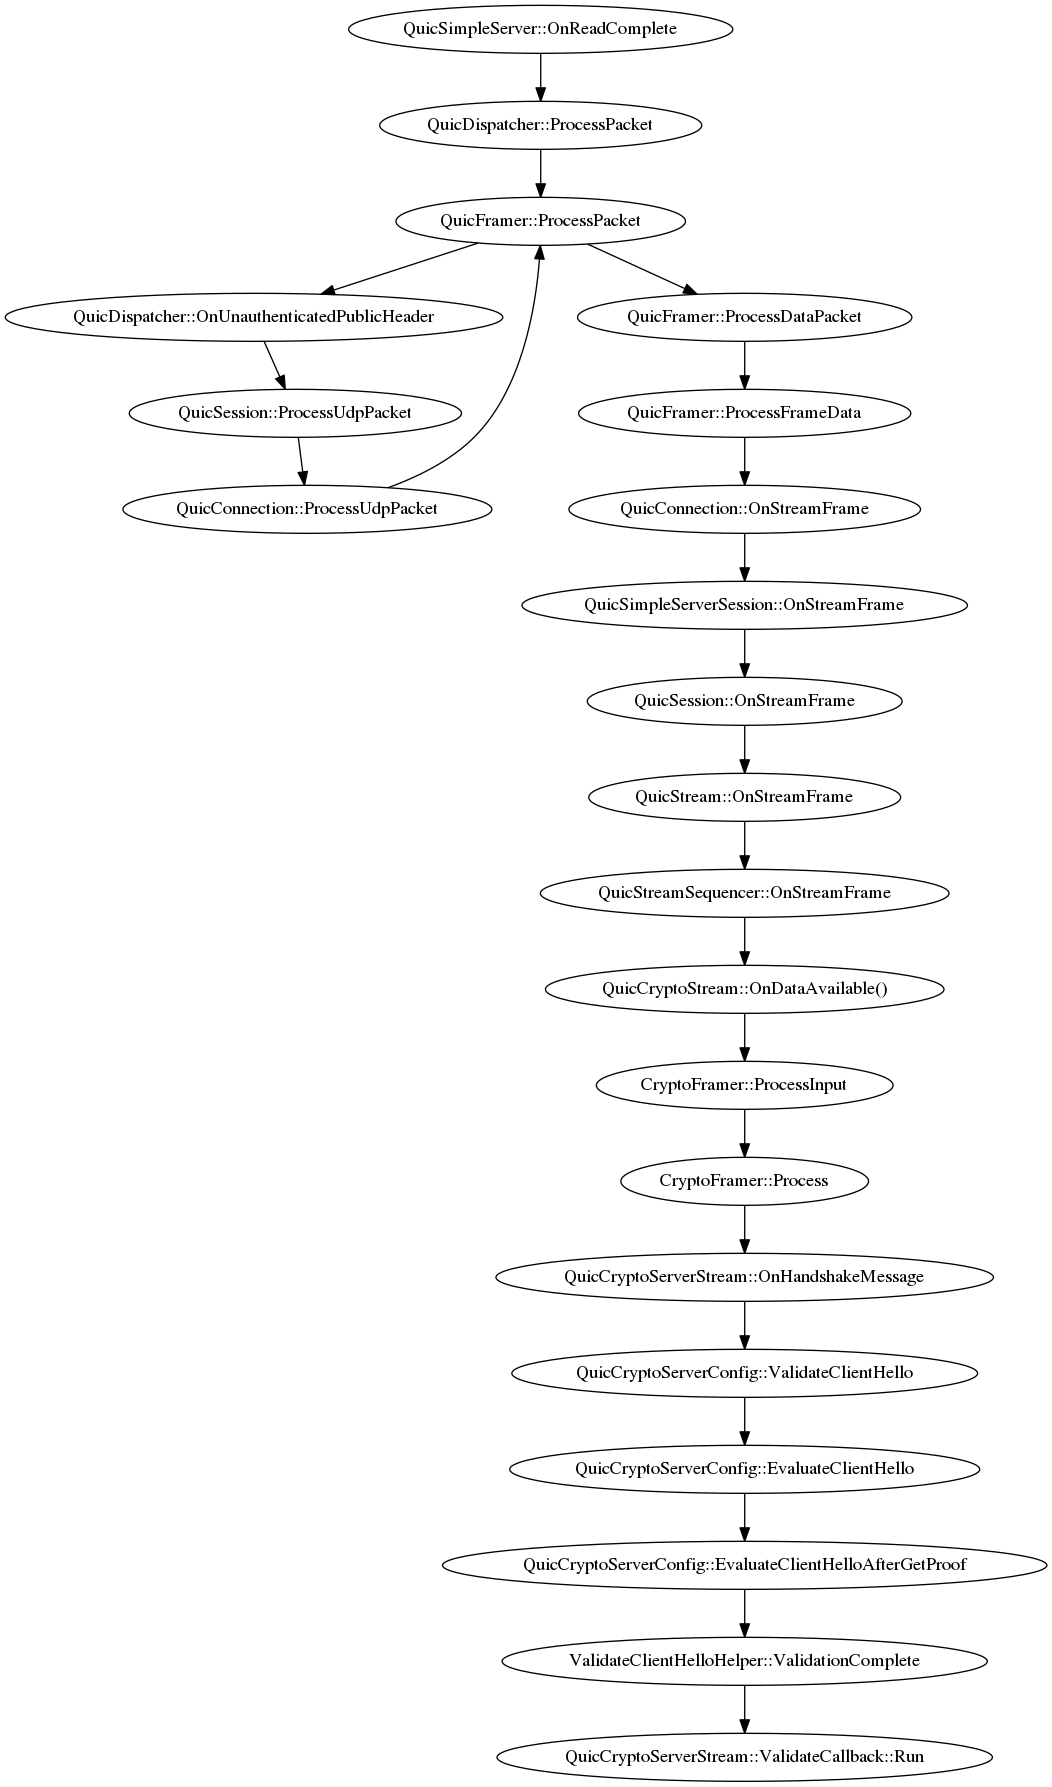 QuicSimpleServer::OnReadComplete
QuicDispatcher::ProcessPacket
QuicFramer::ProcessPacket
QuicDispatcher::OnUnauthenticatedPublicHeader
QuicFramer::ProcessDataPacket
QuicSession::ProcessUdpPacket
QuicFramer::ProcessFrameData
QuicConnection::ProcessUdpPacket
QuicConnection::OnStreamFrame
QuicSimpleServerSession::OnStreamFrame
QuicSession::OnStreamFrame
QuicStream::OnStreamFrame
QuicStreamSequencer::OnStreamFrame
QuicCryptoStream::OnDataAvailable()
CryptoFramer::ProcessInput
CryptoFramer::Process
QuicCryptoServerStream::OnHandshakeMessage
QuicCryptoServerConfig::ValidateClientHello
QuicCryptoServerConfig::EvaluateClientHello
QuicCryptoServerConfig::EvaluateClientHelloAfterGetProof
ValidateClientHelloHelper::ValidationComplete
QuicCryptoServerStream::ValidateCallback::Run